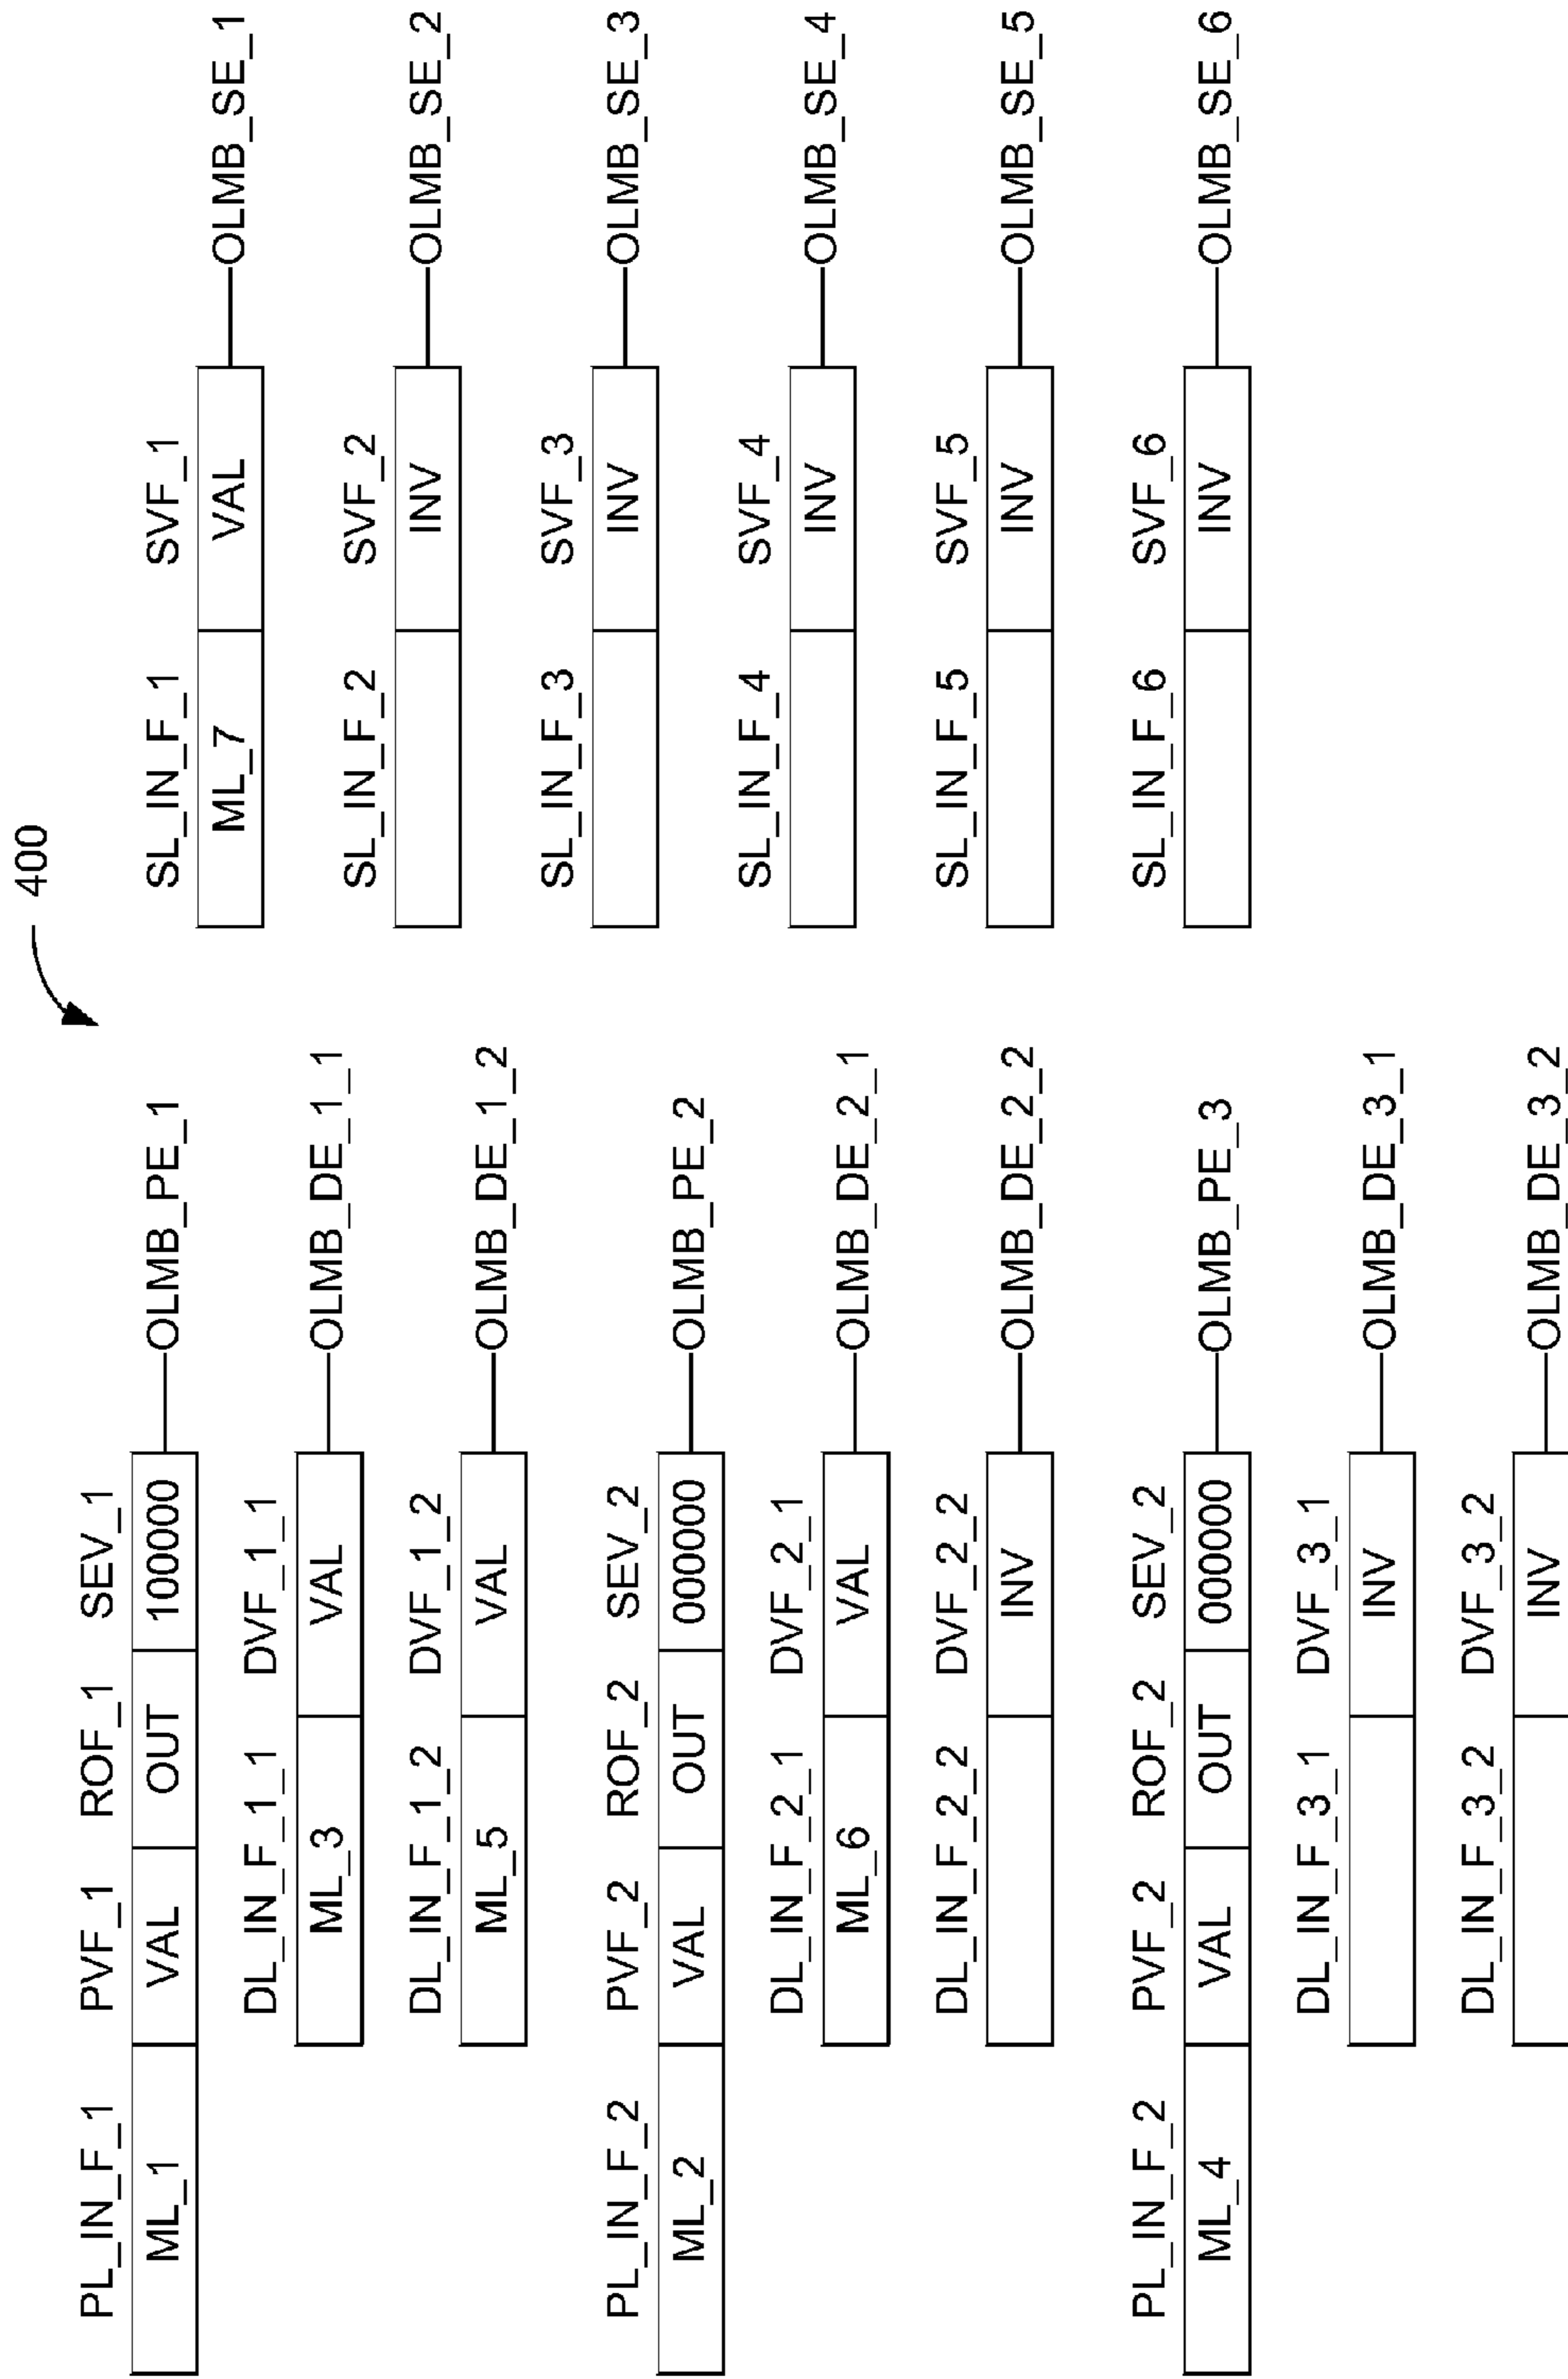 400
PL_IN_F_1 PVF_1 ROF_1 SEV_1
ML_1 VAL OUT 100000 OLMB_PE_1
DL_IN_F_1_1 DVF_1_1
ML_3 VAL OLMB_DE_1_1
DL_IN_F_1_2 DVF_1_2
ML_5 VAL OLMB_DE_1_2
PL_IN_F_2 PVF_2 ROF_2 SEV_2
ML_2 VAL OUT 000000 OLMB_PE_2
DL_IN_F_2_1 DVF_2_1
ML_6 VAL OLMB_DE_2_1
DL_IN_F_2_2 DVF_2_2
INV OLMB_DE_2_2
PL_IN_F_2 PVF_2 ROF_2 SEV_2
ML_4 VAL OUT 000000 OLMB_PE_3
DL_IN_F_3_1 DVF_3_1
INV OLMB_DE_3_1
DL_IN_F_3_2 DVF_3_2
INV OLMB_DE_3_2
SL_IN_F_1 SVF_1
ML_7 VAL OLMB_SE_1
SL_IN_F_2 SVF_2
INV OLMB_SE_2
SL_IN_F_3 SVF_3
INV OLMB_SE_3
SL_IN_F_4 SVF_4
INV OLMB_SE_4
SL_IN_F_5 SVF_5
INV OLMB_SE_5
SL_IN_F_6 SVF_6
INV OLMB_SE_6